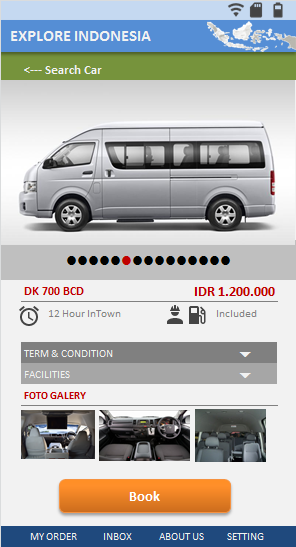 EXPLORE INDONESIA
<--- Search Car
DK 700 BCD
IDR 1.200.000
12 Hour InTown
Included
TERM & CONDITION
FACILITIES
FOTO GALERY
Book
MY ORDER INBOX ABOUT US SETTING